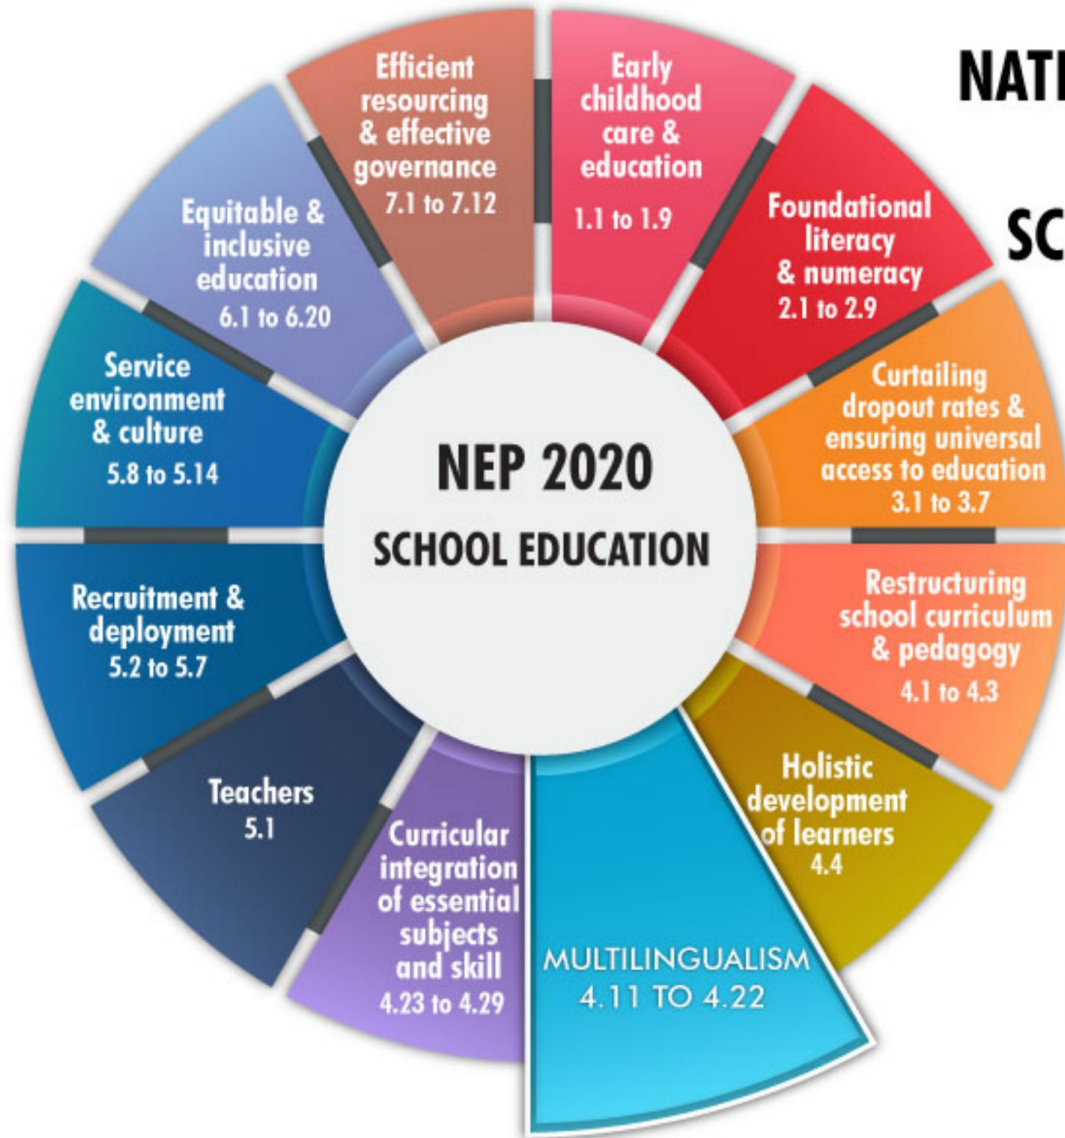 NATI
SC
NEP 2020
SCHOOL EDUCATION
Early
childhood
care &
education
1.1 to 1.9
Foundational
literacy
& numeracy
2.1 to 2.9
Curtailing
dropout rates &
ensuring universal
access to education
3.1 to 3.7
Restructuring
school curriculum
& pedagogy
4.1 to 4.3
Holistic
development
of learners
4.4
MULTILINGUALISM
4.11 TO 4.22
Curricular
integration
of essential
subjects
and skill
4.23 to 4.29
Teachers
5.1
Recruitment &
deployment
5.2 to 5.7
Service
environment
& culture
5.8 to 5.14
Equitable &
inclusive
education
6.1 to 6.20
Efficient
resourcing
& effective
governance
7.1 to 7.12